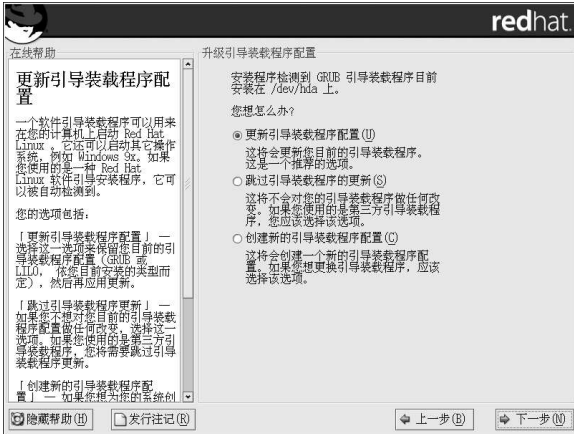 redhat.
在线帮助
更新引导装载程序配
置
一个软件引导装载程序可以用来
在您的计算机上启动 Red Hat
Linux 。它还可以启动其它操作
系统，例如 Windows 9x。如果
您使用的是一种 Red Hat
Linux 软件引导安装程序，它可
以被自动检测到。
您的选项包括：
「更新引导装载程序配置」 —
选择这一选项来保留您目前的引
导装载程序配置（GRUB 或
LILO， 依您目前安装的类型而
定），然后再应用更新。
「跳过引导装载程序更新」 —
如果您不想对您目前的引导装载
程序配置做任何改变，选择这一
选项。如果您使用的是第三方引
导装载程序，您将需要跳过引导
装载程序更新。
「创建新的引导装载程序配
置」 — 如果您想为您的系统创
升级引导装载程序配置
安装程序检测到 GRUB 引导装载程序目前
安装在 /dev/hda 上。
您想怎么办?
更新引导装载程序配置(U)
这将会更新您目前的引导装载程序。
这是一个推荐的选项。
跳过引导装载程序的更新(S)
这将不会对您的引导装载程序做任何改
变。如果您使用的是第三方引导装载程
序，您应该选择该选项。
创建新的引导装载程序配置(C)
这将会创建一个新的引导装载程序配
置。如果您想更换引导装载程序，应该
选择该选项。
隐藏帮助(H)
发行注记(R)
上一步(B)
下一步(N)